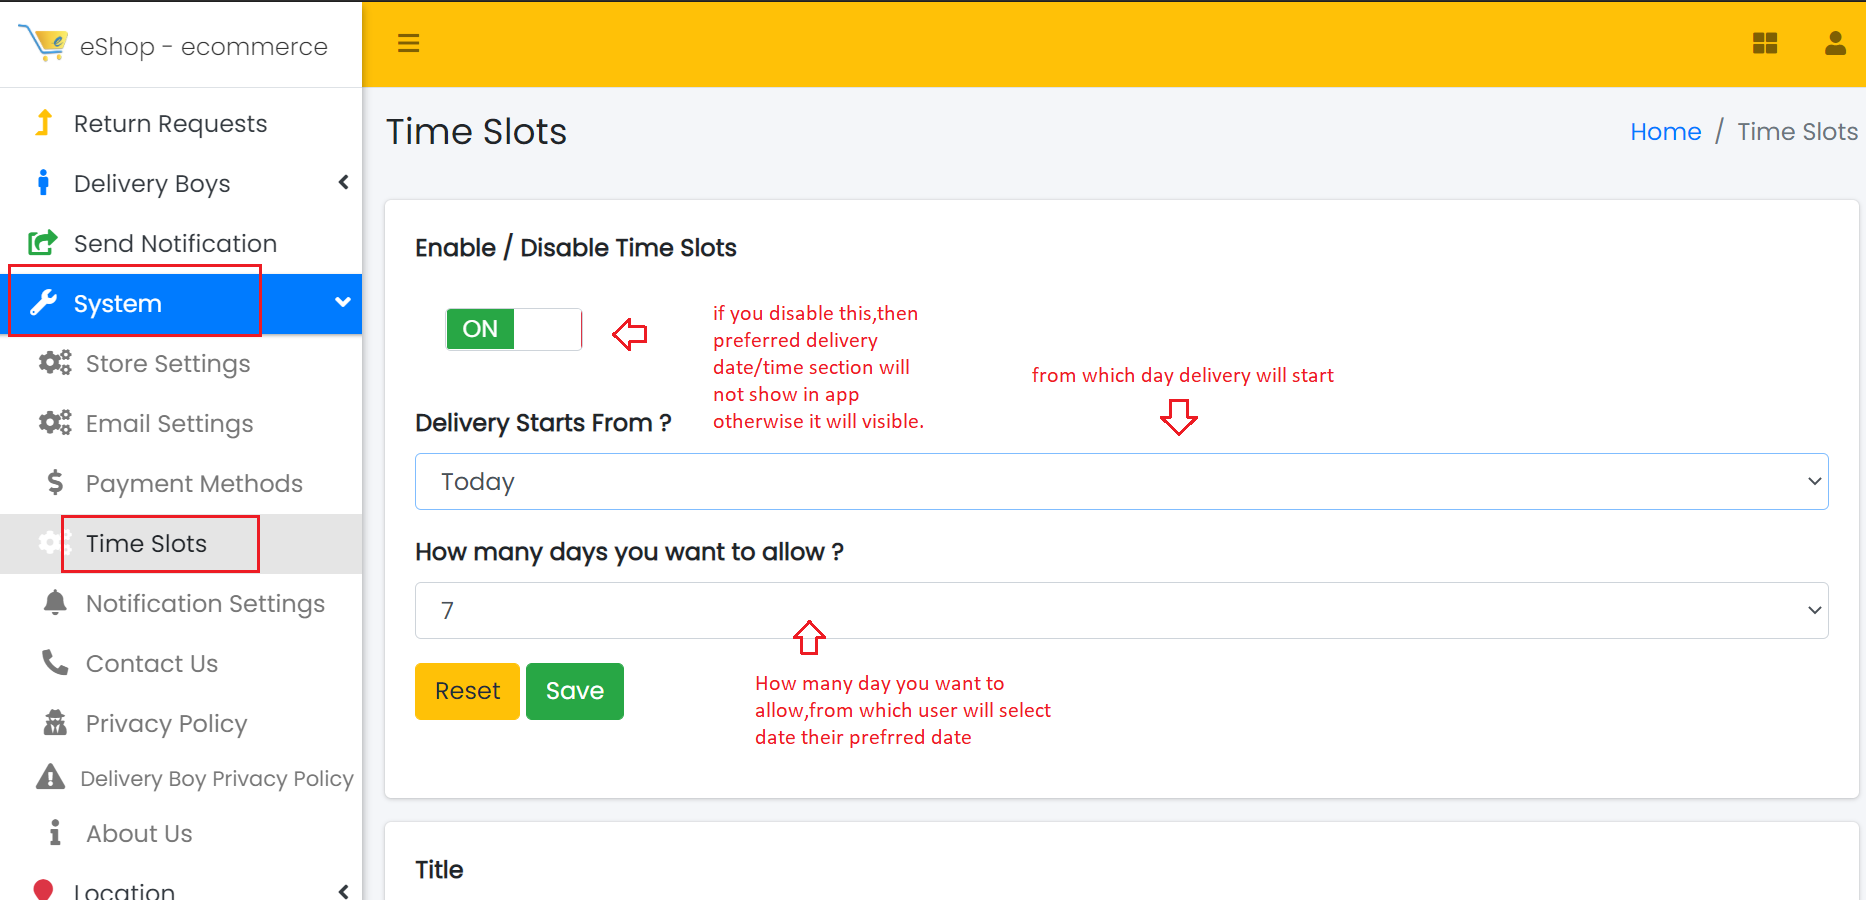 eShop - ecommerce
Return Requests
Delivery Boys
Send Notification
System
Store Settings
Email Settings
Payment Methods
Time Slots
Notification Settings
Contact Us
Privacy Policy
Delivery Boy Privacy Policy
About Us
Location
Time Slots
Home / Time Slots
Enable / Disable Time Slots
ON
if you disable this,then
preferred delivery
date/time section will
not show in app
otherwise it will visible.
from which day delivery will start
Delivery Starts From ?
Today
How many days you want to allow ?
7
Reset
Save
How many day you want to
allow,from which user will select
date their prefrred date
Title